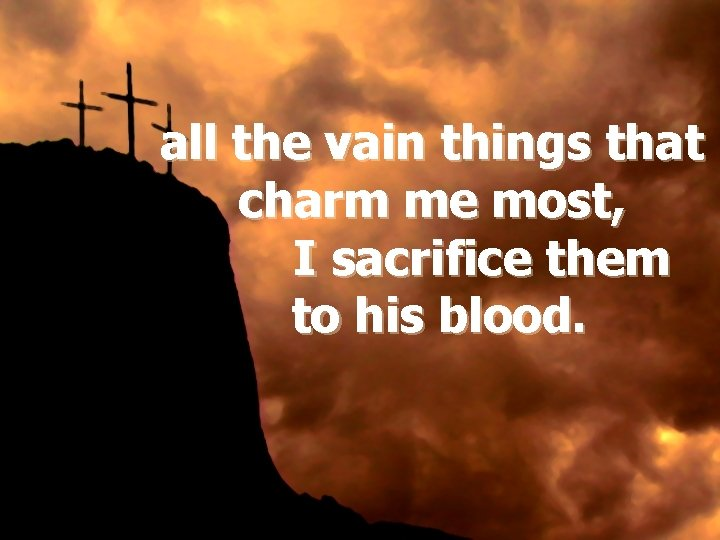 all the vain things that
charm me most,
I sacrifice them
to his blood.